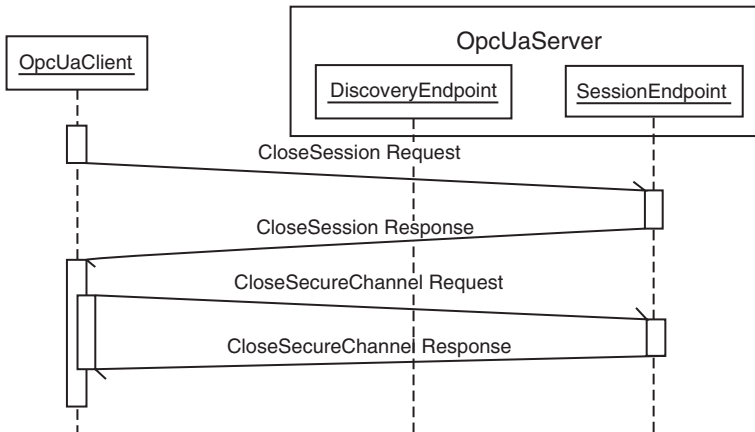 OpcUaServer
OpcUaClient
DiscoveryEndpoint
SessionEndpoint
CloseSession Request
CloseSession Response
CloseSecureChannel Request
CloseSecureChannel Response